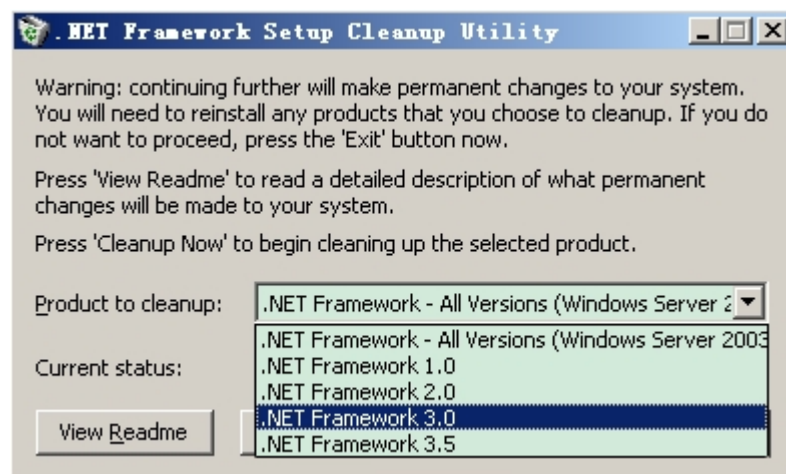 .NET Framework Setup Cleanup Utility
Warning: continuing further will make permanent changes to your system.
You will need to reinstall any products that you choose to cleanup. If you do
not want to proceed, press the 'Exit' button now.
Press 'View Readme' to read a detailed description of what permanent
changes will be made to your system.
Press 'Cleanup Now' to begin cleaning up the selected product.
Product to cleanup:
.NET Framework - All Versions (Windows Server 2
.NET Framework - All Versions (Windows Server 2003
.NET Framework 1.0
Current status:
.NET Framework 2.0
.NET Framework 3.0
View Readme
.NET Framework 3.5